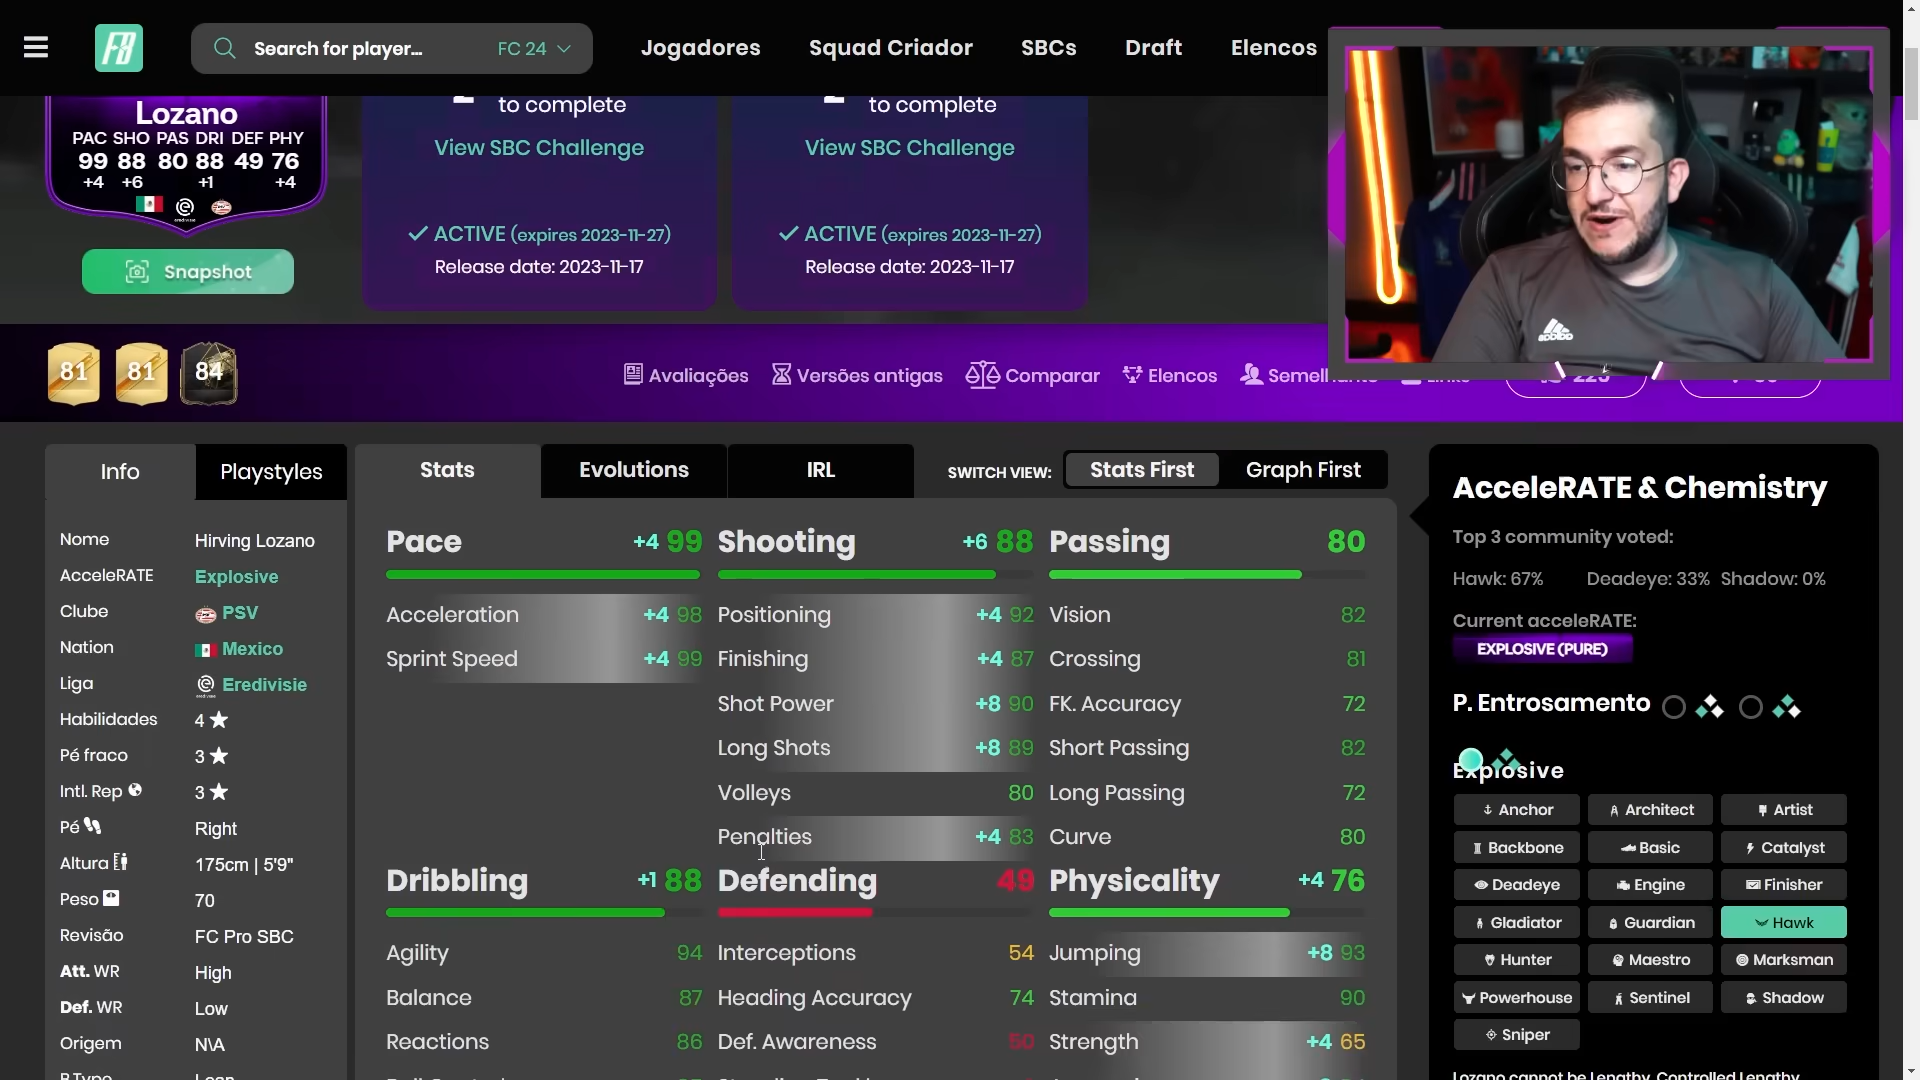 FB
Search for player...
FC 24
Jogadores
Squad Criador
SBCs
Draft
Elencos
Lozano
PAC SHO PAS DRI DEF PHY
99 88 80 88 49 76
+4 +6 +1 +4
eredivisie
Snapshot
to complete
View SBC Challenge
ACTIVE (expires 2023-11-27)
Release date: 2023-11-17
to complete
View SBC Challenge
ACTIVE (expires 2023-11-27)
Release date: 2023-11-17
adidas
81
81
84
Avaliações
Versões antigas
Comparar
Elencos
Info
Playstyles
Nome Hirving Lozano
AcceleRATE Explosive
Clube PSV
Nation Mexico
Liga Eredivisie
Habilidades 4
Pé fraco 3
Intl. Rep 3
Pé Right
Altura 175cm | 5'9"
Peso 70
Revisão FC Pro SBC
Att. WR High
Def. WR Low
Origem N\A
Stats
Evolutions
IRL
SWITCH VIEW:
Stats First
Graph First
Pace +4 99
Acceleration +4 98
Sprint Speed +4 99
Shooting +6 88
Positioning +4 92
Finishing +4 87
Shot Power +8 90
Long Shots +8 89
Volleys 80
Penalties +4 83
Passing 80
Vision 82
Crossing 81
FK. Accuracy 72
Short Passing 82
Long Passing 72
Curve 80
Dribbling +1 88
Agility 94
Balance 87
Reactions 86
Defending 49
Interceptions 54
Heading Accuracy 74
Def. Awareness 50
Physicality +4 76
Jumping +8 93
Stamina 90
Strength +4 65
AcceleRATE & Chemistry
Top 3 community voted:
Hawk: 67% Deadeye: 33% Shadow: 0%
Current acceleRATE:
EXPLOSIVE (PURE)
P. Entrosamento
Explosive
Anchor Architect Artist
Backbone Basic Catalyst
Deadeye Engine Finisher
Gladiator Guardian Hawk
Hunter Maestro Marksman
Powerhouse Sentinel Shadow
Sniper
Lozano cannot be Lengthy, Controlled Lengthy